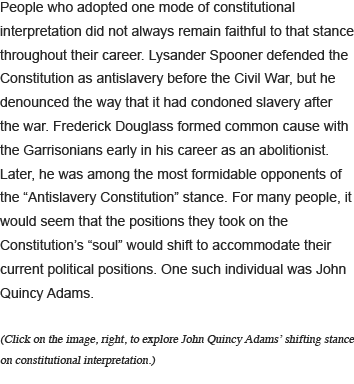 People who adopted one mode of constitutional
interpretation did not always remain faithful to that stance
throughout their career. Lysander Spooner defended the
Constitution as antislavery before the Civil War, but he
denounced the way that it had condoned slavery after
the war. Frederick Douglass formed common cause with
the Garrisonians early in his career as an abolitionist.
Later, he was among the most formidable opponents of
the “Antislavery Constitution” stance. For many people, it
would seem that the positions they took on the
Constitution’s “soul” would shift to accommodate their
current political positions. One such individual was John
Quincy Adams.
(Click on the image, right, to explore John Quincy Adams’ shifting stance
on constitutional interpretation.)